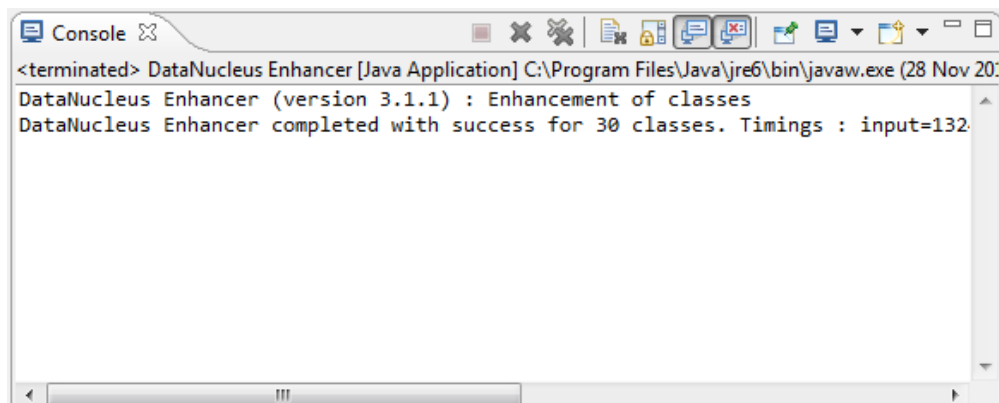 Console
<terminated> DataNucleus Enhancer [Java Application] C:\Program Files\Java\jre6\bin\javaw.exe (28 Nov
DataNucleus Enhancer (version 3.1.1) : Enhancement of classes
DataNucleus Enhancer completed with success for 30 classes. Timings : input=132